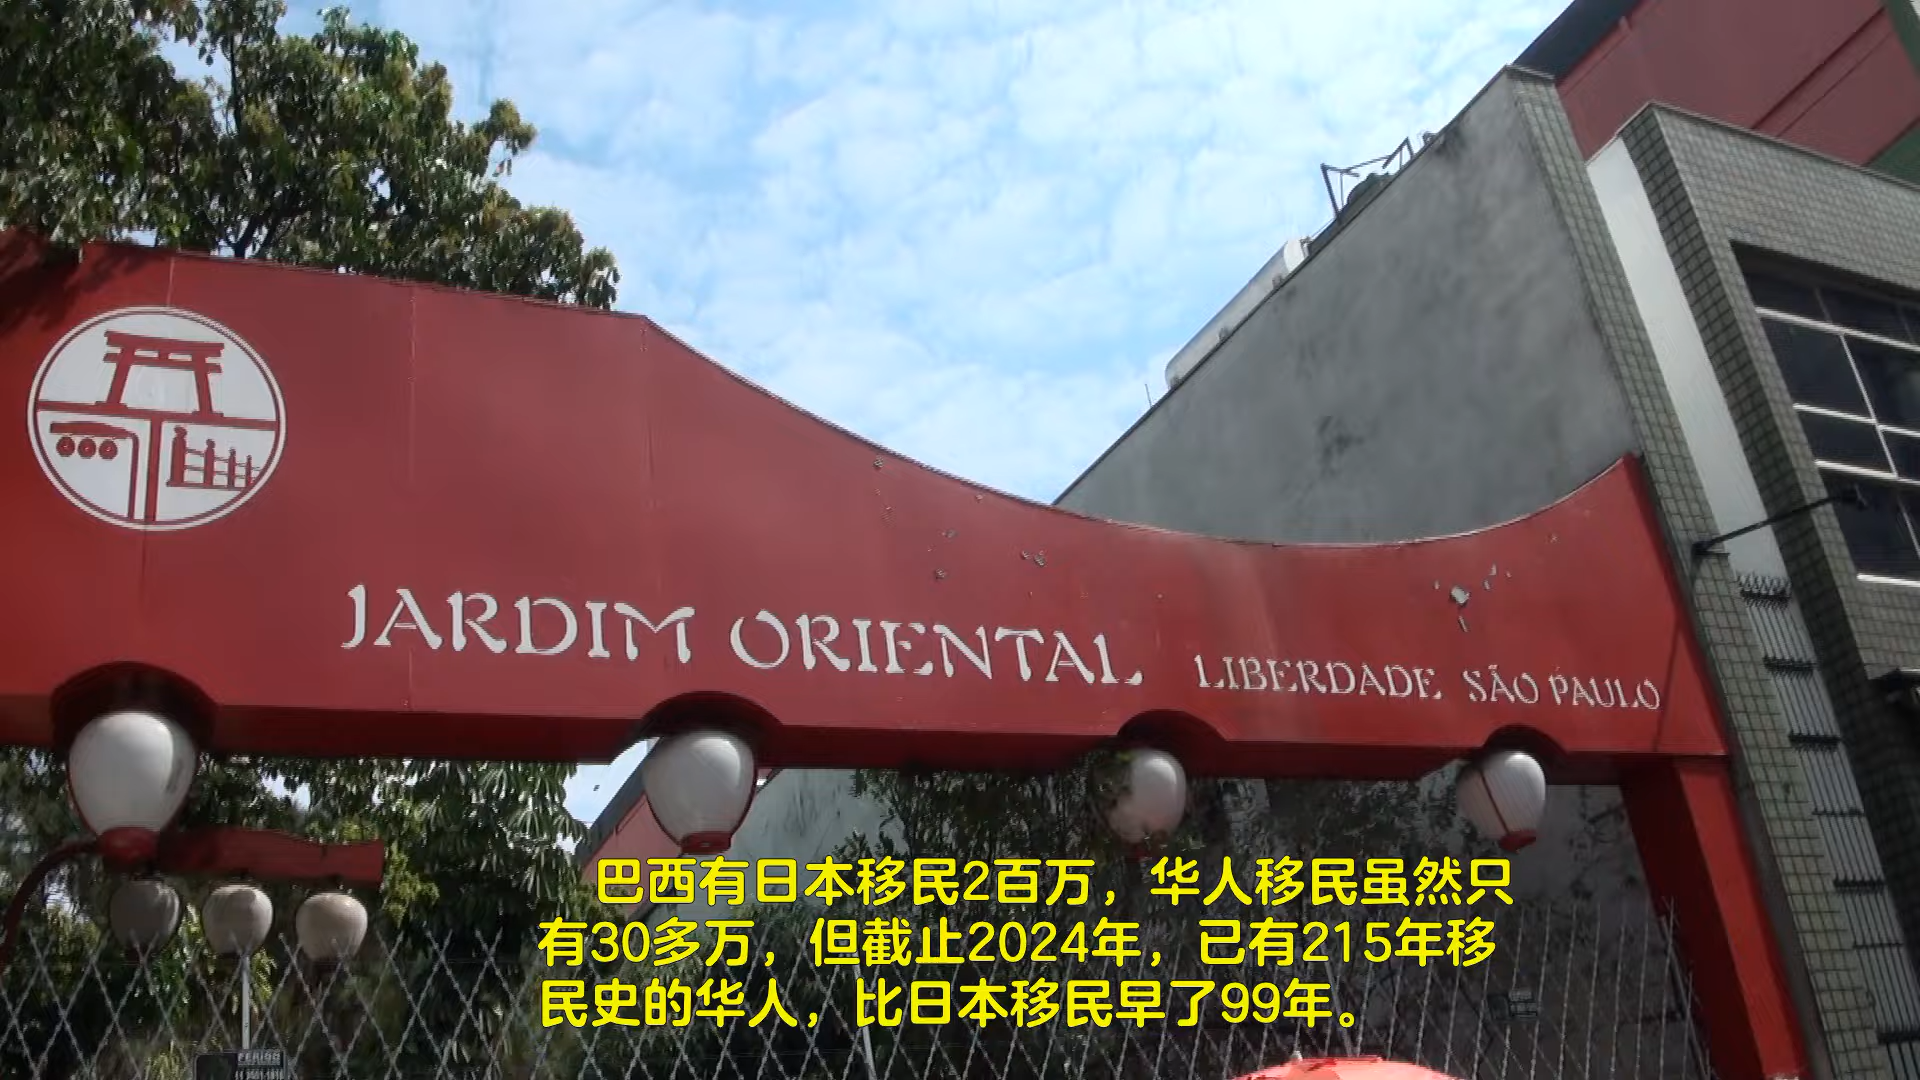 JARDIM ORIENTAL LIBERDADE SÃO PAULO
巴西有日本移民2百万，华人移民虽然只
有30多万，但截止2024年，己有215年移
民史的华人，比日本移民早了99年。
PERIGO